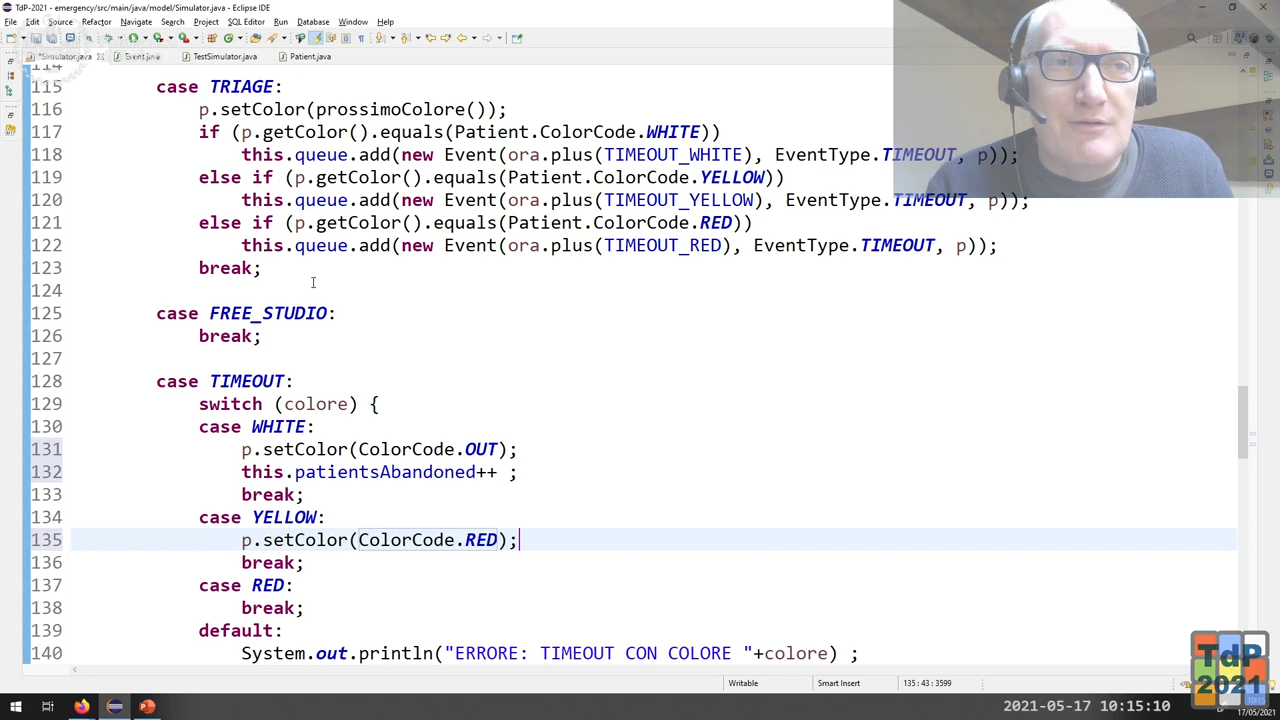 TdP-2021 - emergency/src/main/java/model/Simulator.java - Eclipse IDE
File Edit Source Refactor Navigate Search Project SQL Editor Run Database Window Help
*Simulator.java Event.java TestSimulator.java Patient.java
114
115 case TRIAGE:
116 p.setColor(prossimoColore());
117 if (p.getColor().equals(Patient.ColorCode.WHITE))
118 this.queue.add(new Event(ora.plus(TIMEOUT_WHITE), EventType.TIMEOUT, p));
119 else if (p.getColor().equals(Patient.ColorCode.YELLOW))
120 this.queue.add(new Event(ora.plus(TIMEOUT_YELLOW), EventType.TIMEOUT, p));
121 else if (p.getColor().equals(Patient.ColorCode.RED))
122 this.queue.add(new Event(ora.plus(TIMEOUT_RED), EventType.TIMEOUT, p));
123 break;
124
125 case FREE_STUDIO:
126 break;
127
128 case TIMEOUT:
129 switch (colore) {
130 case WHITE:
131 p.setColor(ColorCode.OUT);
132 this.patientsAbandoned++ ;
133 break;
134 case YELLOW:
135 p.setColor(ColorCode.RED);
136 break;
137 case RED:
138 break;
139 default:
140 System.out.println("ERRORE: TIMEOUT CON COLORE "+colore) ;
Writable Smart Insert 135 : 43 : 3599
TdP
2021
2021-05-17 10:15:10
17/05/2021